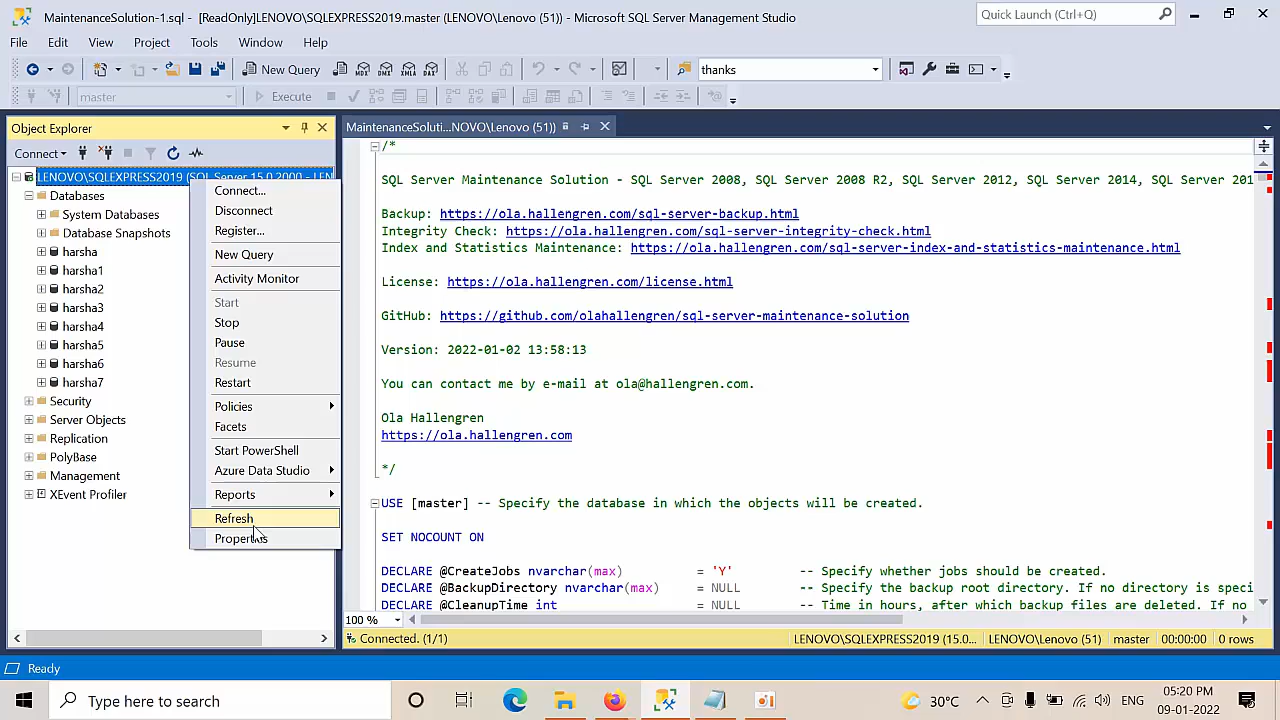 MaintenanceSolution-1.sql - [ReadOnly]LENOVO\SQLEXPRESS2019.master (LENOVO\Lenovo (51)) - Microsoft SQL Server Management Studio
Quick Launch (Ctrl+Q)
File Edit View Project Tools Window Help
New Query MDX DMX XMLA DAX thanks
master Execute
Object Explorer
MaintenanceSoluti...NOVO\Lenovo (51))
Connect
LENOVO\SQLEXPRESS2019 (SQL Server 15.0.2000 - LEN
Databases
System Databases
Database Snapshots
harsha
harsha1
harsha2
harsha3
harsha4
harsha5
harsha6
harsha7
Security
Server Objects
Replication
PolyBase
Management
XEvent Profiler
Connect...
Disconnect
Register...
New Query
Activity Monitor
Start
Stop
Pause
Resume
Restart
Policies
Facets
Start PowerShell
Azure Data Studio
Reports
Refresh
Properties
/*
SQL Server Maintenance Solution - SQL Server 2008, SQL Server 2008 R2, SQL Server 2012, SQL Server 2014, SQL Server 201
Backup: https://ola.hallengren.com/sql-server-backup.html
Integrity Check: https://ola.hallengren.com/sql-server-integrity-check.html
Index and Statistics Maintenance: https://ola.hallengren.com/sql-server-index-and-statistics-maintenance.html
License: https://ola.hallengren.com/license.html
GitHub: https://github.com/olahallengren/sql-server-maintenance-solution
Version: 2022-01-02 13:58:13
You can contact me by e-mail at ola@hallengren.com.
Ola Hallengren
https://ola.hallengren.com
*/
USE [master] -- Specify the database in which the objects will be created.
SET NOCOUNT ON
DECLARE @CreateJobs nvarchar(max) = 'Y' -- Specify whether jobs should be created.
DECLARE @BackupDirectory nvarchar(max) = NULL -- Specify the backup root directory. If no directory is speci
DECLARE @CleanupTime int = NULL -- Time in hours, after which backup files are deleted. If no
100 %
Connected. (1/1) LENOVO\SQLEXPRESS2019 (15.0... LENOVO\Lenovo (51) master 00:00:00 0 rows
Ready
Type here to search
30°C
ENG
05:20 PM
09-01-2022